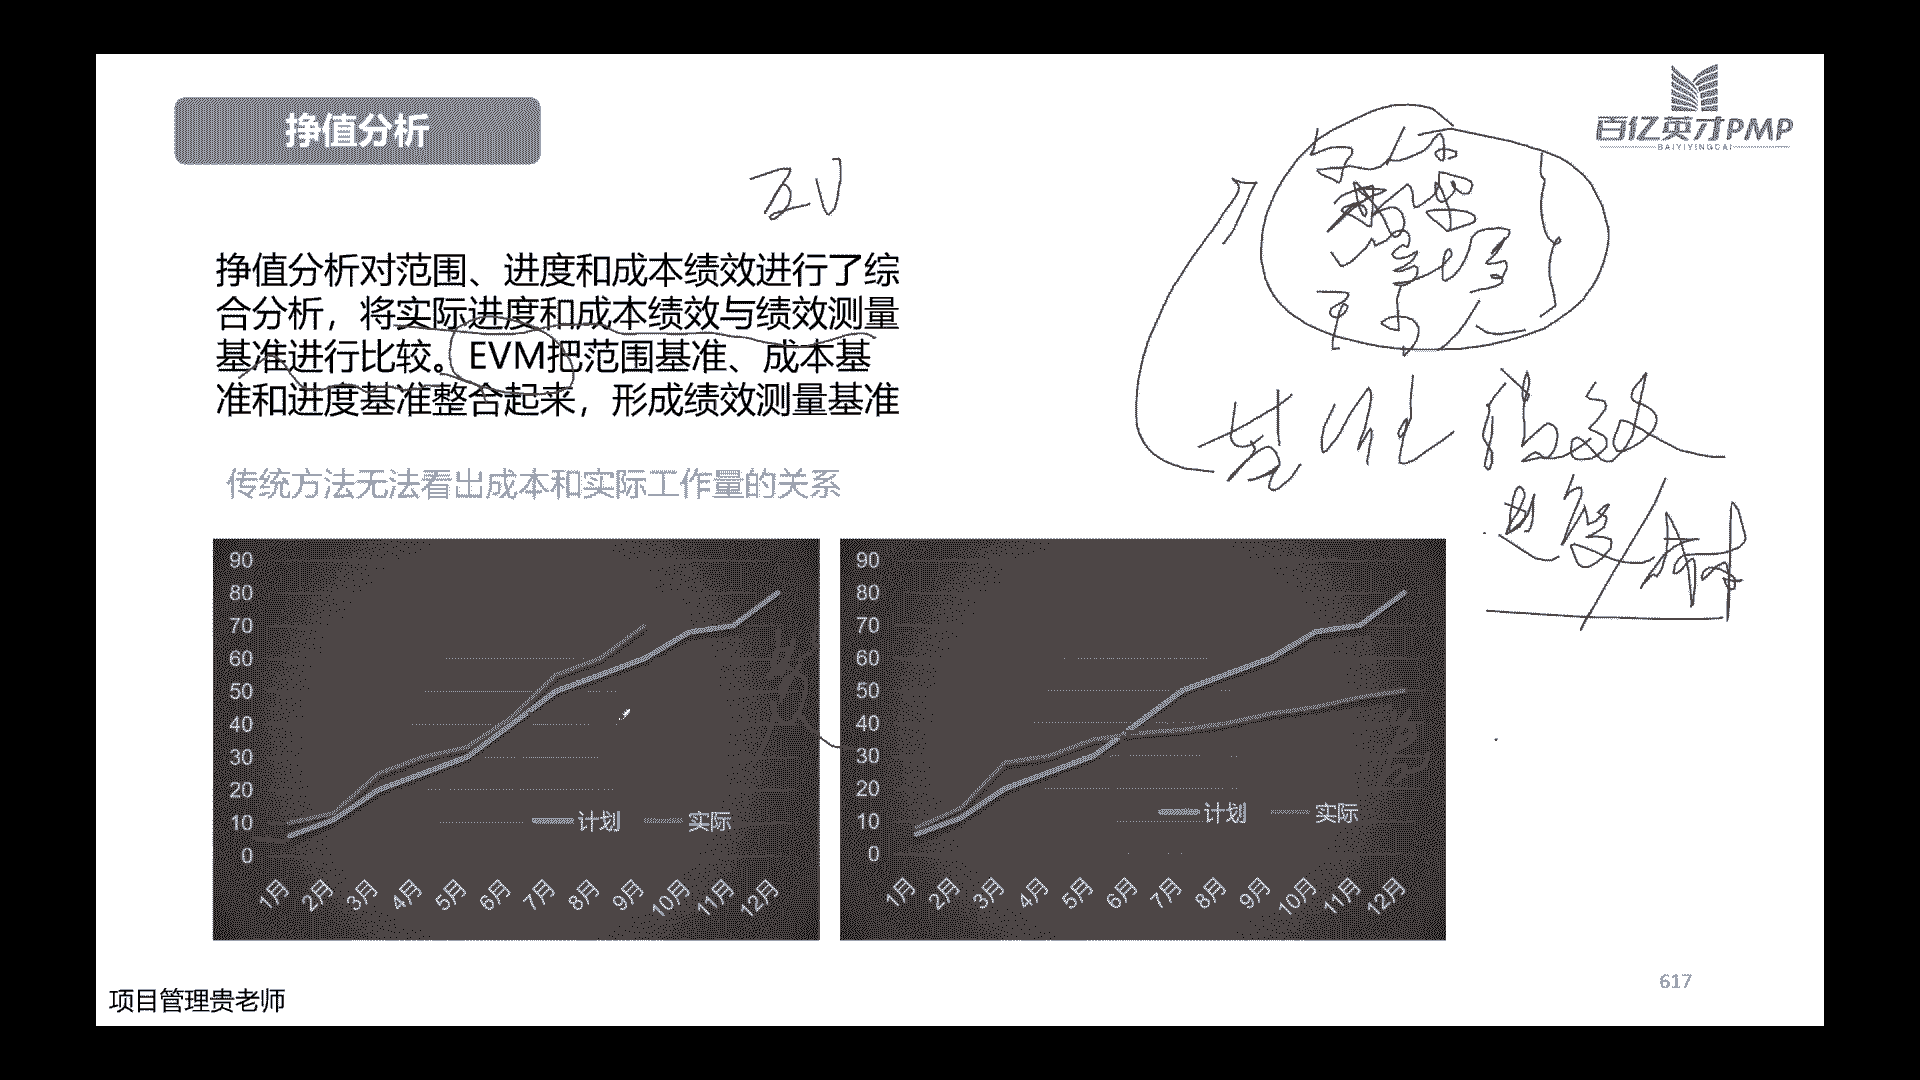 挣值分析
百亿英才PMP
BAIYIYINGCAI
EV
挣值分析对范围、进度和成本绩效进行了综
合分析，将实际进度和成本绩效与绩效测量
基准进行比较。EVM把范围基准、成本基
准和进度基准整合起来，形成绩效测量基准
基准 绩效
进度/成本
传统方法无法看出成本和实际工作量的关系
90
80
70
60
50
40
30
20
10
0
1月 2月 3月 4月 5月 6月 7月 8月 9月 10月 11月 12月
计划 实际
90
80
70
60
50
40
30
20
10
0
1月 2月 3月 4月 5月 6月 7月 8月 9月 10月 11月 12月
计划 实际
617
项目管理贵老师